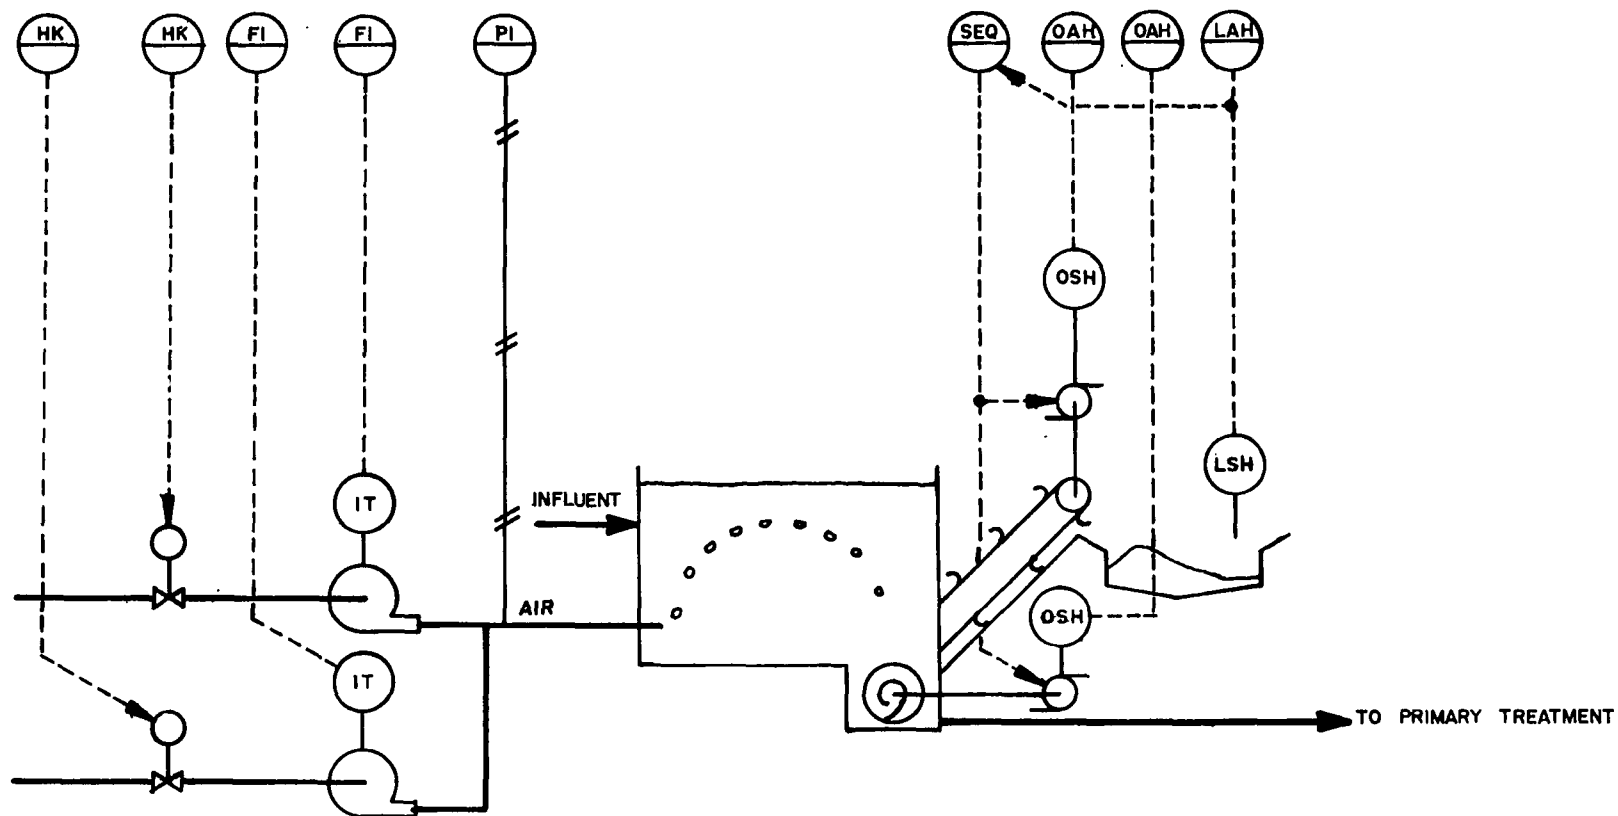 HK
HK
FI
FI
PI
SEQ
OAH
OAH
LAH
OSH
LSH
IT
INFLUENT
AIR
OSH
IT
TO PRIMARY TREATMENT